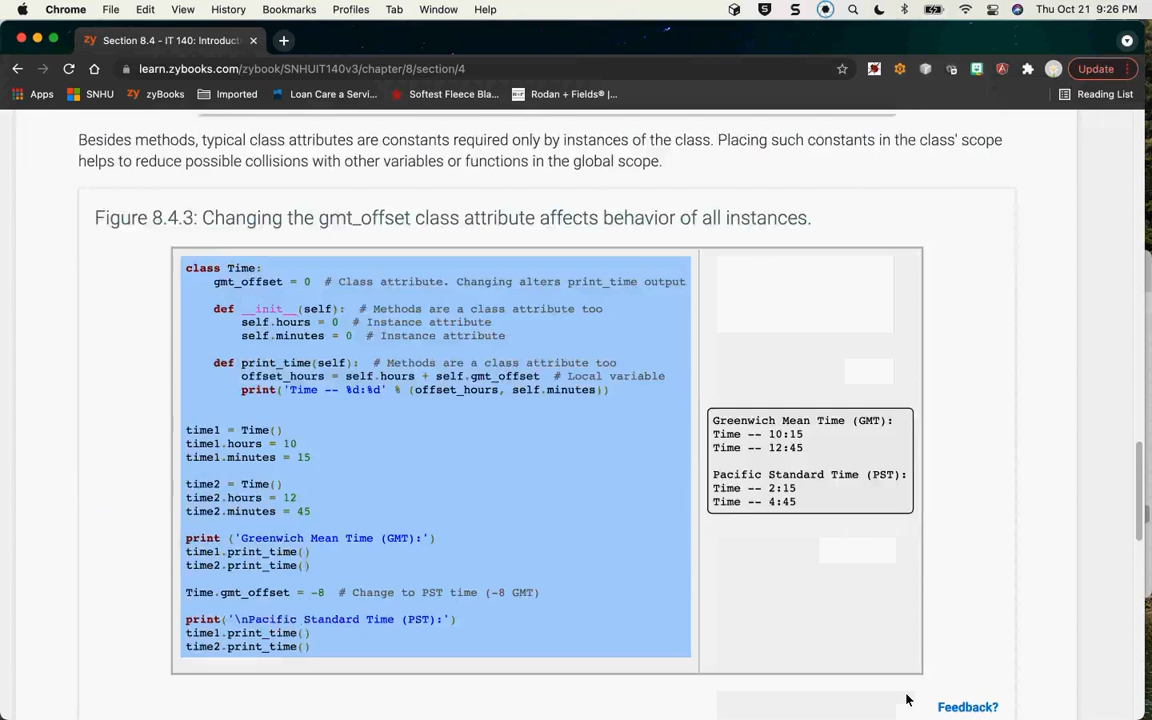 Chrome File Edit View History Bookmarks Profiles Tab Window Help Thu Oct 21 9:26 PM
zy Section 8.4 - IT 140: Introduct
learn.zybooks.com/zybook/SNHUIT140v3/chapter/8/section/4 Update
Apps SNHU zy zyBooks Imported Loan Care a Servi... Softest Fleece Bla... R+F Rodan + Fields® |... Reading List
Besides methods, typical class attributes are constants required only by instances of the class. Placing such constants in the class' scope
helps to reduce possible collisions with other variables or functions in the global scope.
Figure 8.4.3: Changing the gmt_offset class attribute affects behavior of all instances.
class Time:
gmt_offset = 0 # Class attribute. Changing alters print_time output
def __init__(self): # Methods are a class attribute too
self.hours = 0 # Instance attribute
self.minutes = 0 # Instance attribute
def print_time(self): # Methods are a class attribute too
offset_hours = self.hours + self.gmt_offset # Local variable
print('Time -- %d:%d' % (offset_hours, self.minutes))
time1 = Time()
time1.hours = 10
time1.minutes = 15
time2 = Time()
time2.hours = 12
time2.minutes = 45
print ('Greenwich Mean Time (GMT):')
time1.print_time()
time2.print_time()
Time.gmt_offset = -8 # Change to PST time (-8 GMT)
print('\nPacific Standard Time (PST):')
time1.print_time()
time2.print_time()
Greenwich Mean Time (GMT):
Time -- 10:15
Time -- 12:45
Pacific Standard Time (PST):
Time -- 2:15
Time -- 4:45
Feedback?